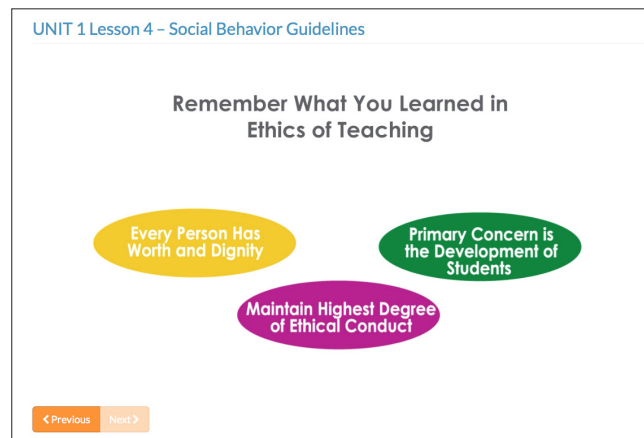 UNIT 1 Lesson 4 – Social Behavior Guidelines
Remember What You Learned in
Ethics of Teaching
Every Person Has
Worth and Dignity
Primary Concern is
the Development of
Students
Maintain Highest Degree
of Ethical Conduct
Previous
Next